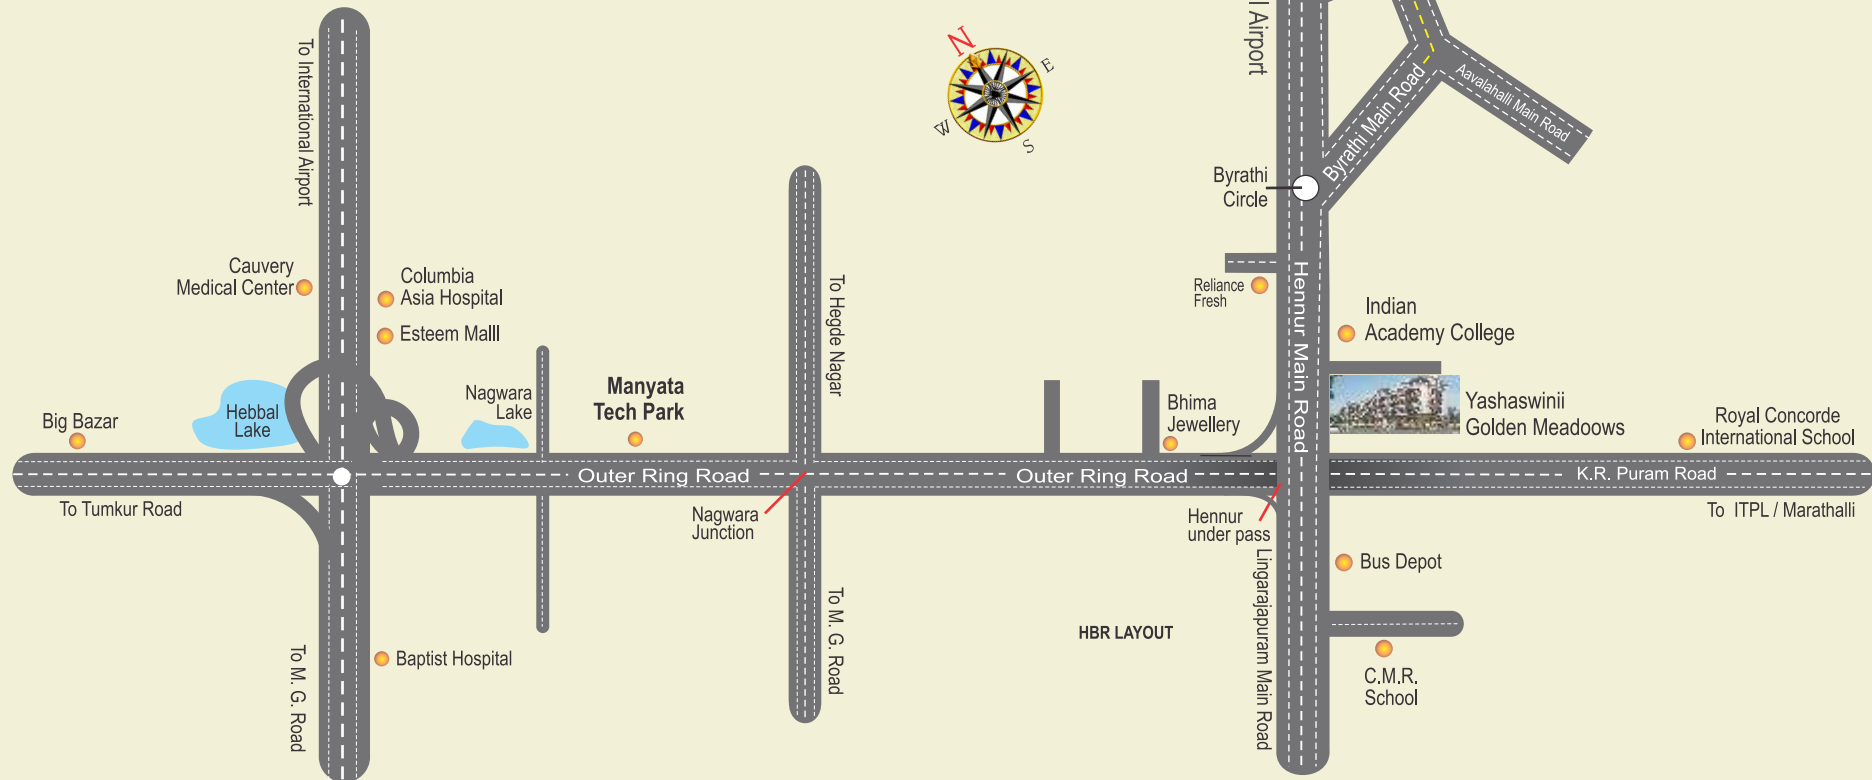 To International Airport
N
E
W
S
l Airport
Byrathi Main Road
Aavalahalli Main Road
Byrathi
Circle
Cauvery
Medical Center
Columbia
Asia Hospital
Esteem Malll
To Hegde Nagar
Reliance
Fresh
Hennur Main Road
Indian
Academy College
Big Bazar
Hebbal
Lake
Nagwara
Lake
Manyata
Tech Park
Bhima
Jewellery
Yashaswinii
Golden Meadoows
Royal Concorde
International School
Outer Ring Road
Outer Ring Road
K.R. Puram Road
To Tumkur Road
Nagwara
Junction
Hennur
under pass
To ITPL / Marathalli
Lingarajapuram Main Road
Bus Depot
To M. G. Road
Baptist Hospital
To M. G. Road
HBR LAYOUT
C.M.R.
School